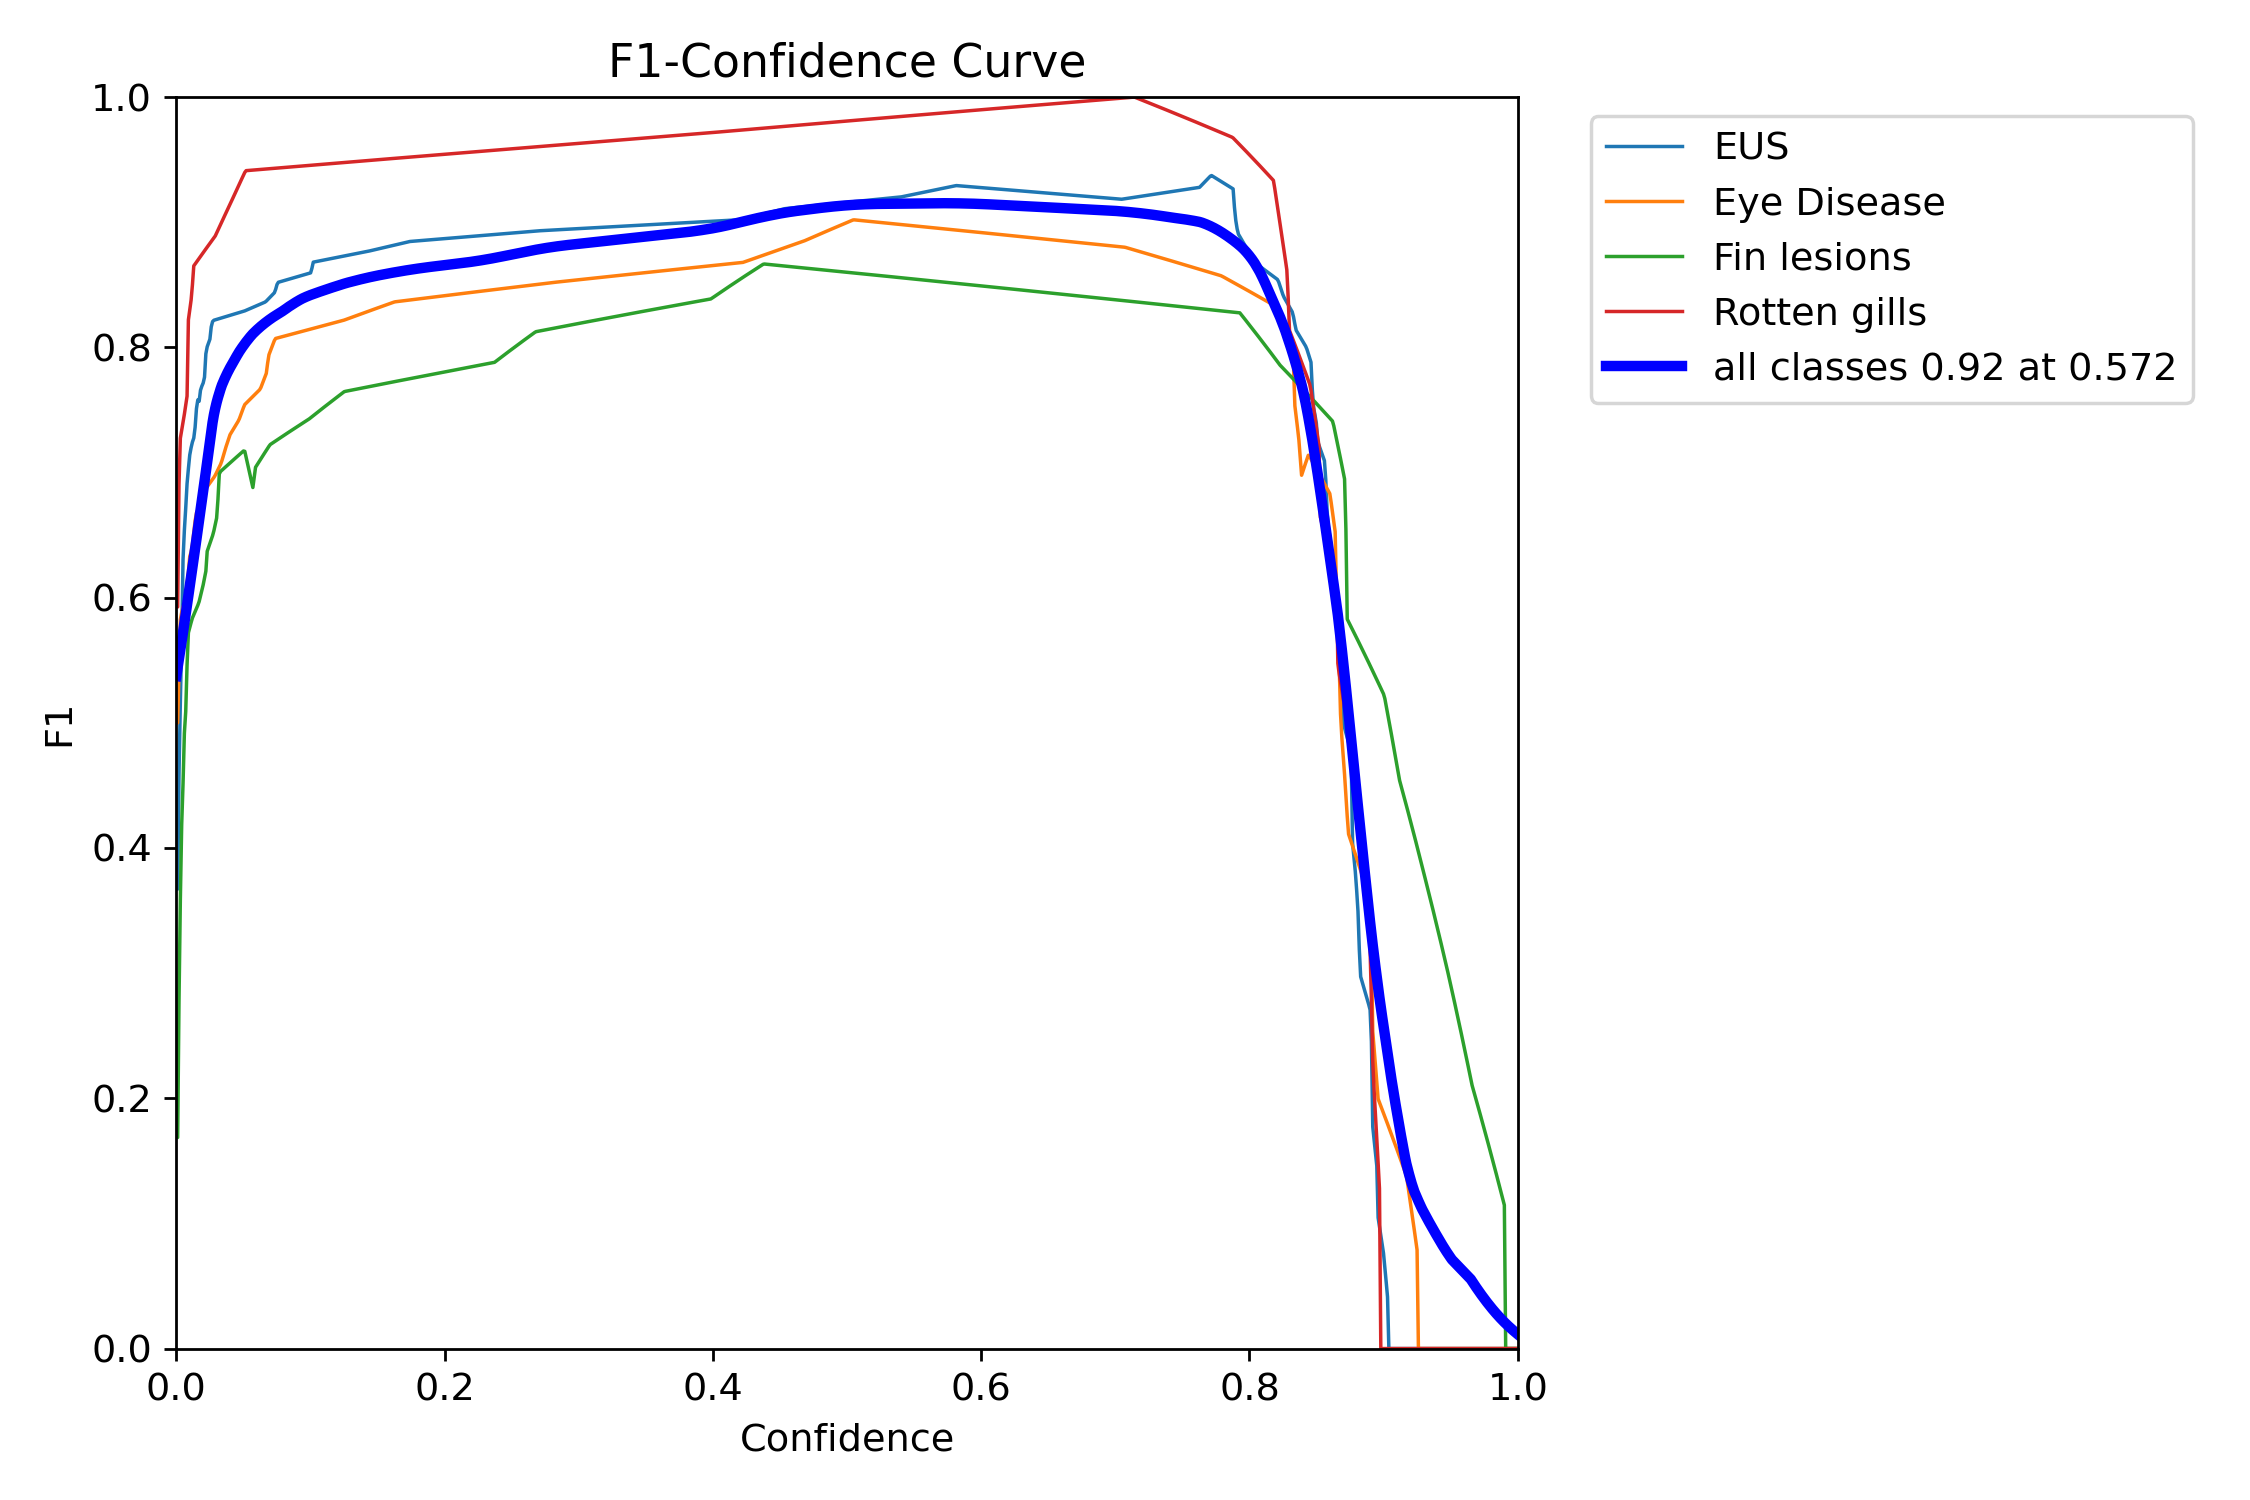 F1-Confidence Curve
1.0
0.8
0.6
0.4
0.2
0.0
F1
0.0 0.2 0.4 0.6 0.8 1.0
Confidence
EUS
Eye Disease
Fin lesions
Rotten gills
all classes 0.92 at 0.572